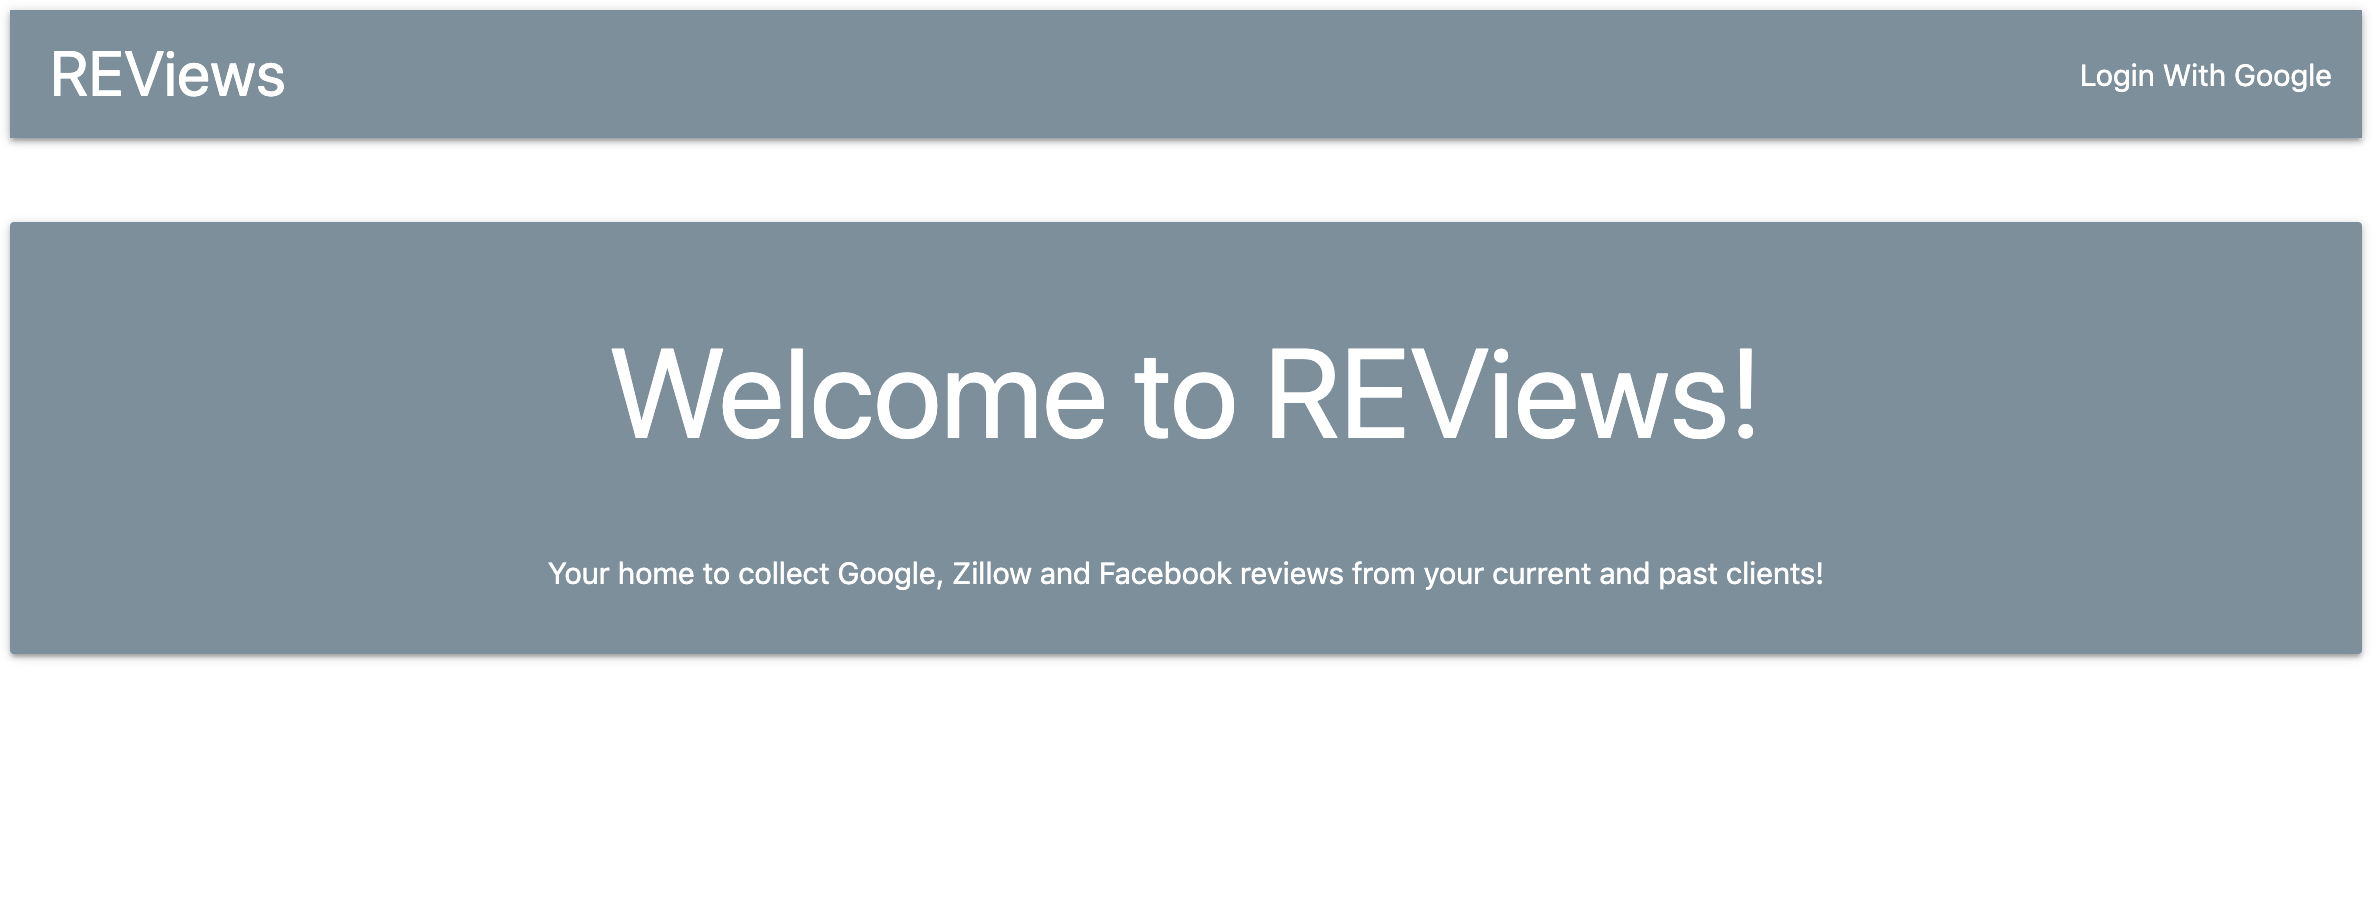 REViews
Login With Google
Welcome to REViews!
Your home to collect Google, Zillow and Facebook reviews from your current and past clients!